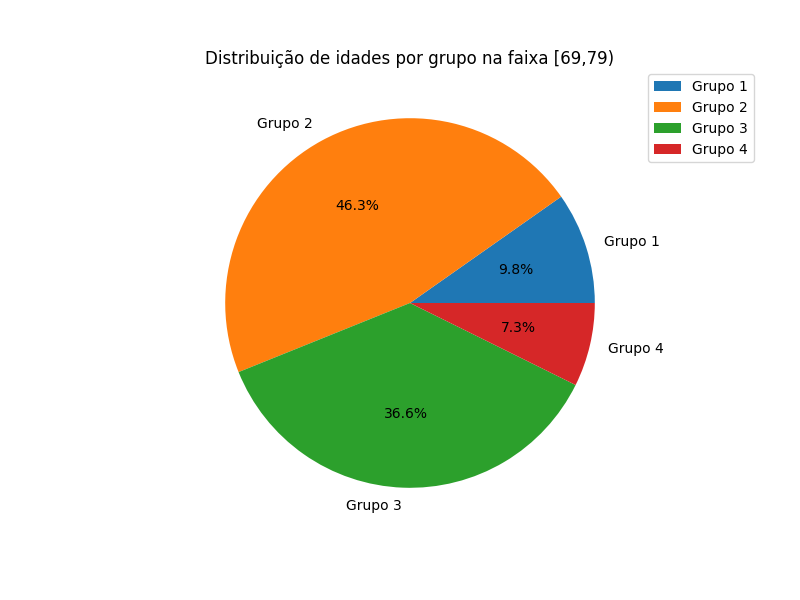 Distribuição de idades por grupo na faixa [69,79)
Grupo 1
Grupo 2
Grupo 3
Grupo 4
Grupo 2
46.3%
Grupo 1
9.8%
7.3%
Grupo 4
36.6%
Grupo 3